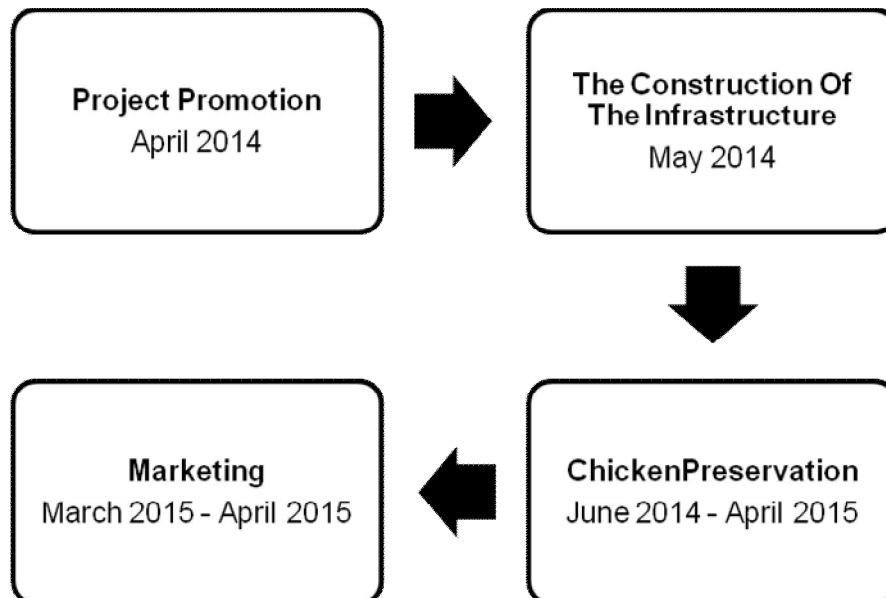 Project Promotion
April 2014
The Construction Of
The Infrastructure
May 2014
ChickenPreservation
June 2014 - April 2015
Marketing
March 2015 - April 2015